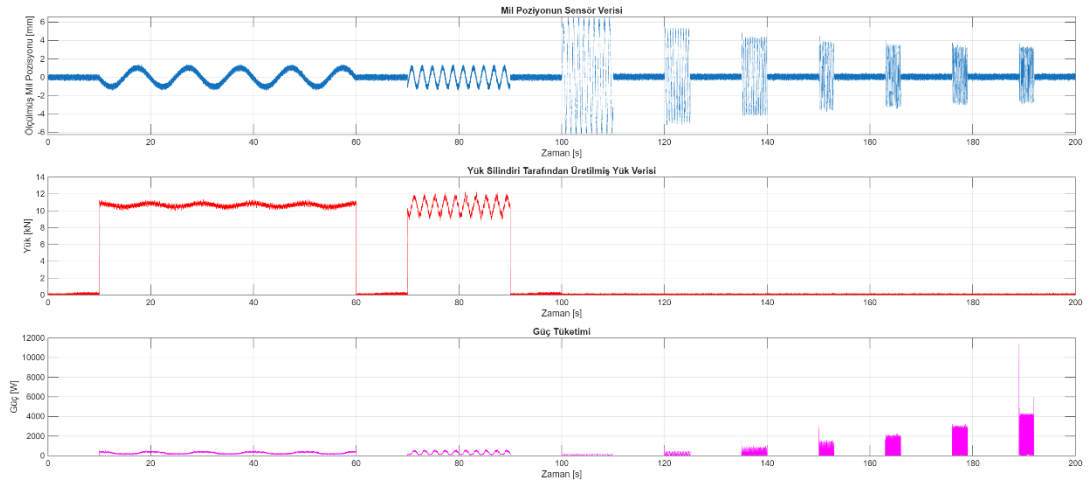 Mil Poziyonun Sensör Verisi
Ölçülmüş Mil Pozisyonu [mm]
6
4
2
0
-2
-4
-6
0 20 40 60 80 100 120 140 160 180 200
Zaman [s]
Yük Silindiri Tarafından Üretilmiş Yük Verisi
Yük [kN]
14
12
10
8
6
4
2
0
0 20 40 60 80 100 120 140 160 180 200
Zaman [s]
Güç Tüketimi
Güç [W]
12000
10000
8000
6000
4000
2000
0
0 20 40 60 80 100 120 140 160 180 200
Zaman [s]